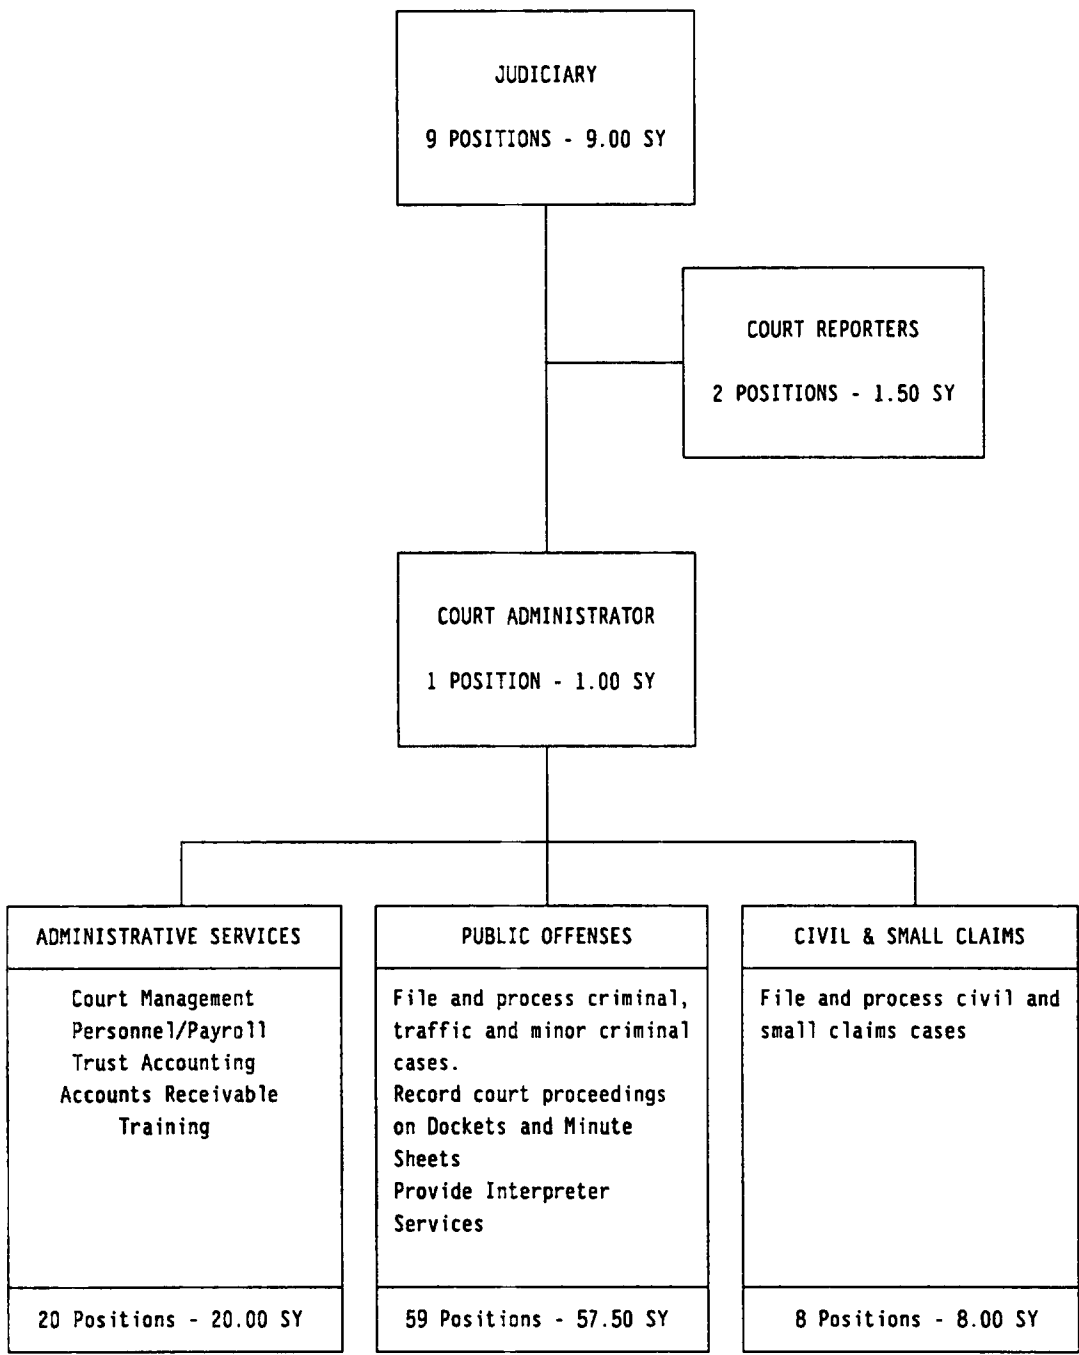 JUDICIARY
9 POSITIONS - 9.00 SY
COURT REPORTERS
2 POSITIONS - 1.50 SY
COURT ADMINISTRATOR
1 POSITION - 1.00 SY
ADMINISTRATIVE SERVICES
Court Management
Personnel/Payroll
Trust Accounting
Accounts Receivable
Training
20 Positions - 20.00 SY
PUBLIC OFFENSES
File and process criminal,
traffic and minor criminal
cases.
Record court proceedings
on Dockets and Minute
Sheets
Provide Interpreter
Services
59 Positions - 57.50 SY
CIVIL & SMALL CLAIMS
File and process civil and
small claims cases
8 Positions - 8.00 SY